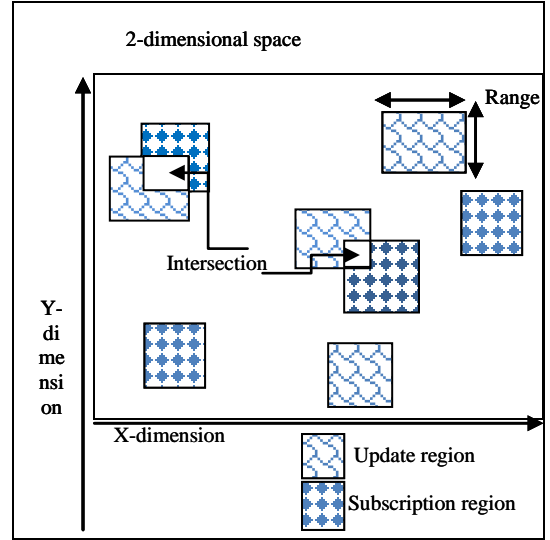 2-dimensional space
Range
Intersection
Y-
di
me
nsi
on
X-dimension
Update region
Subscription region